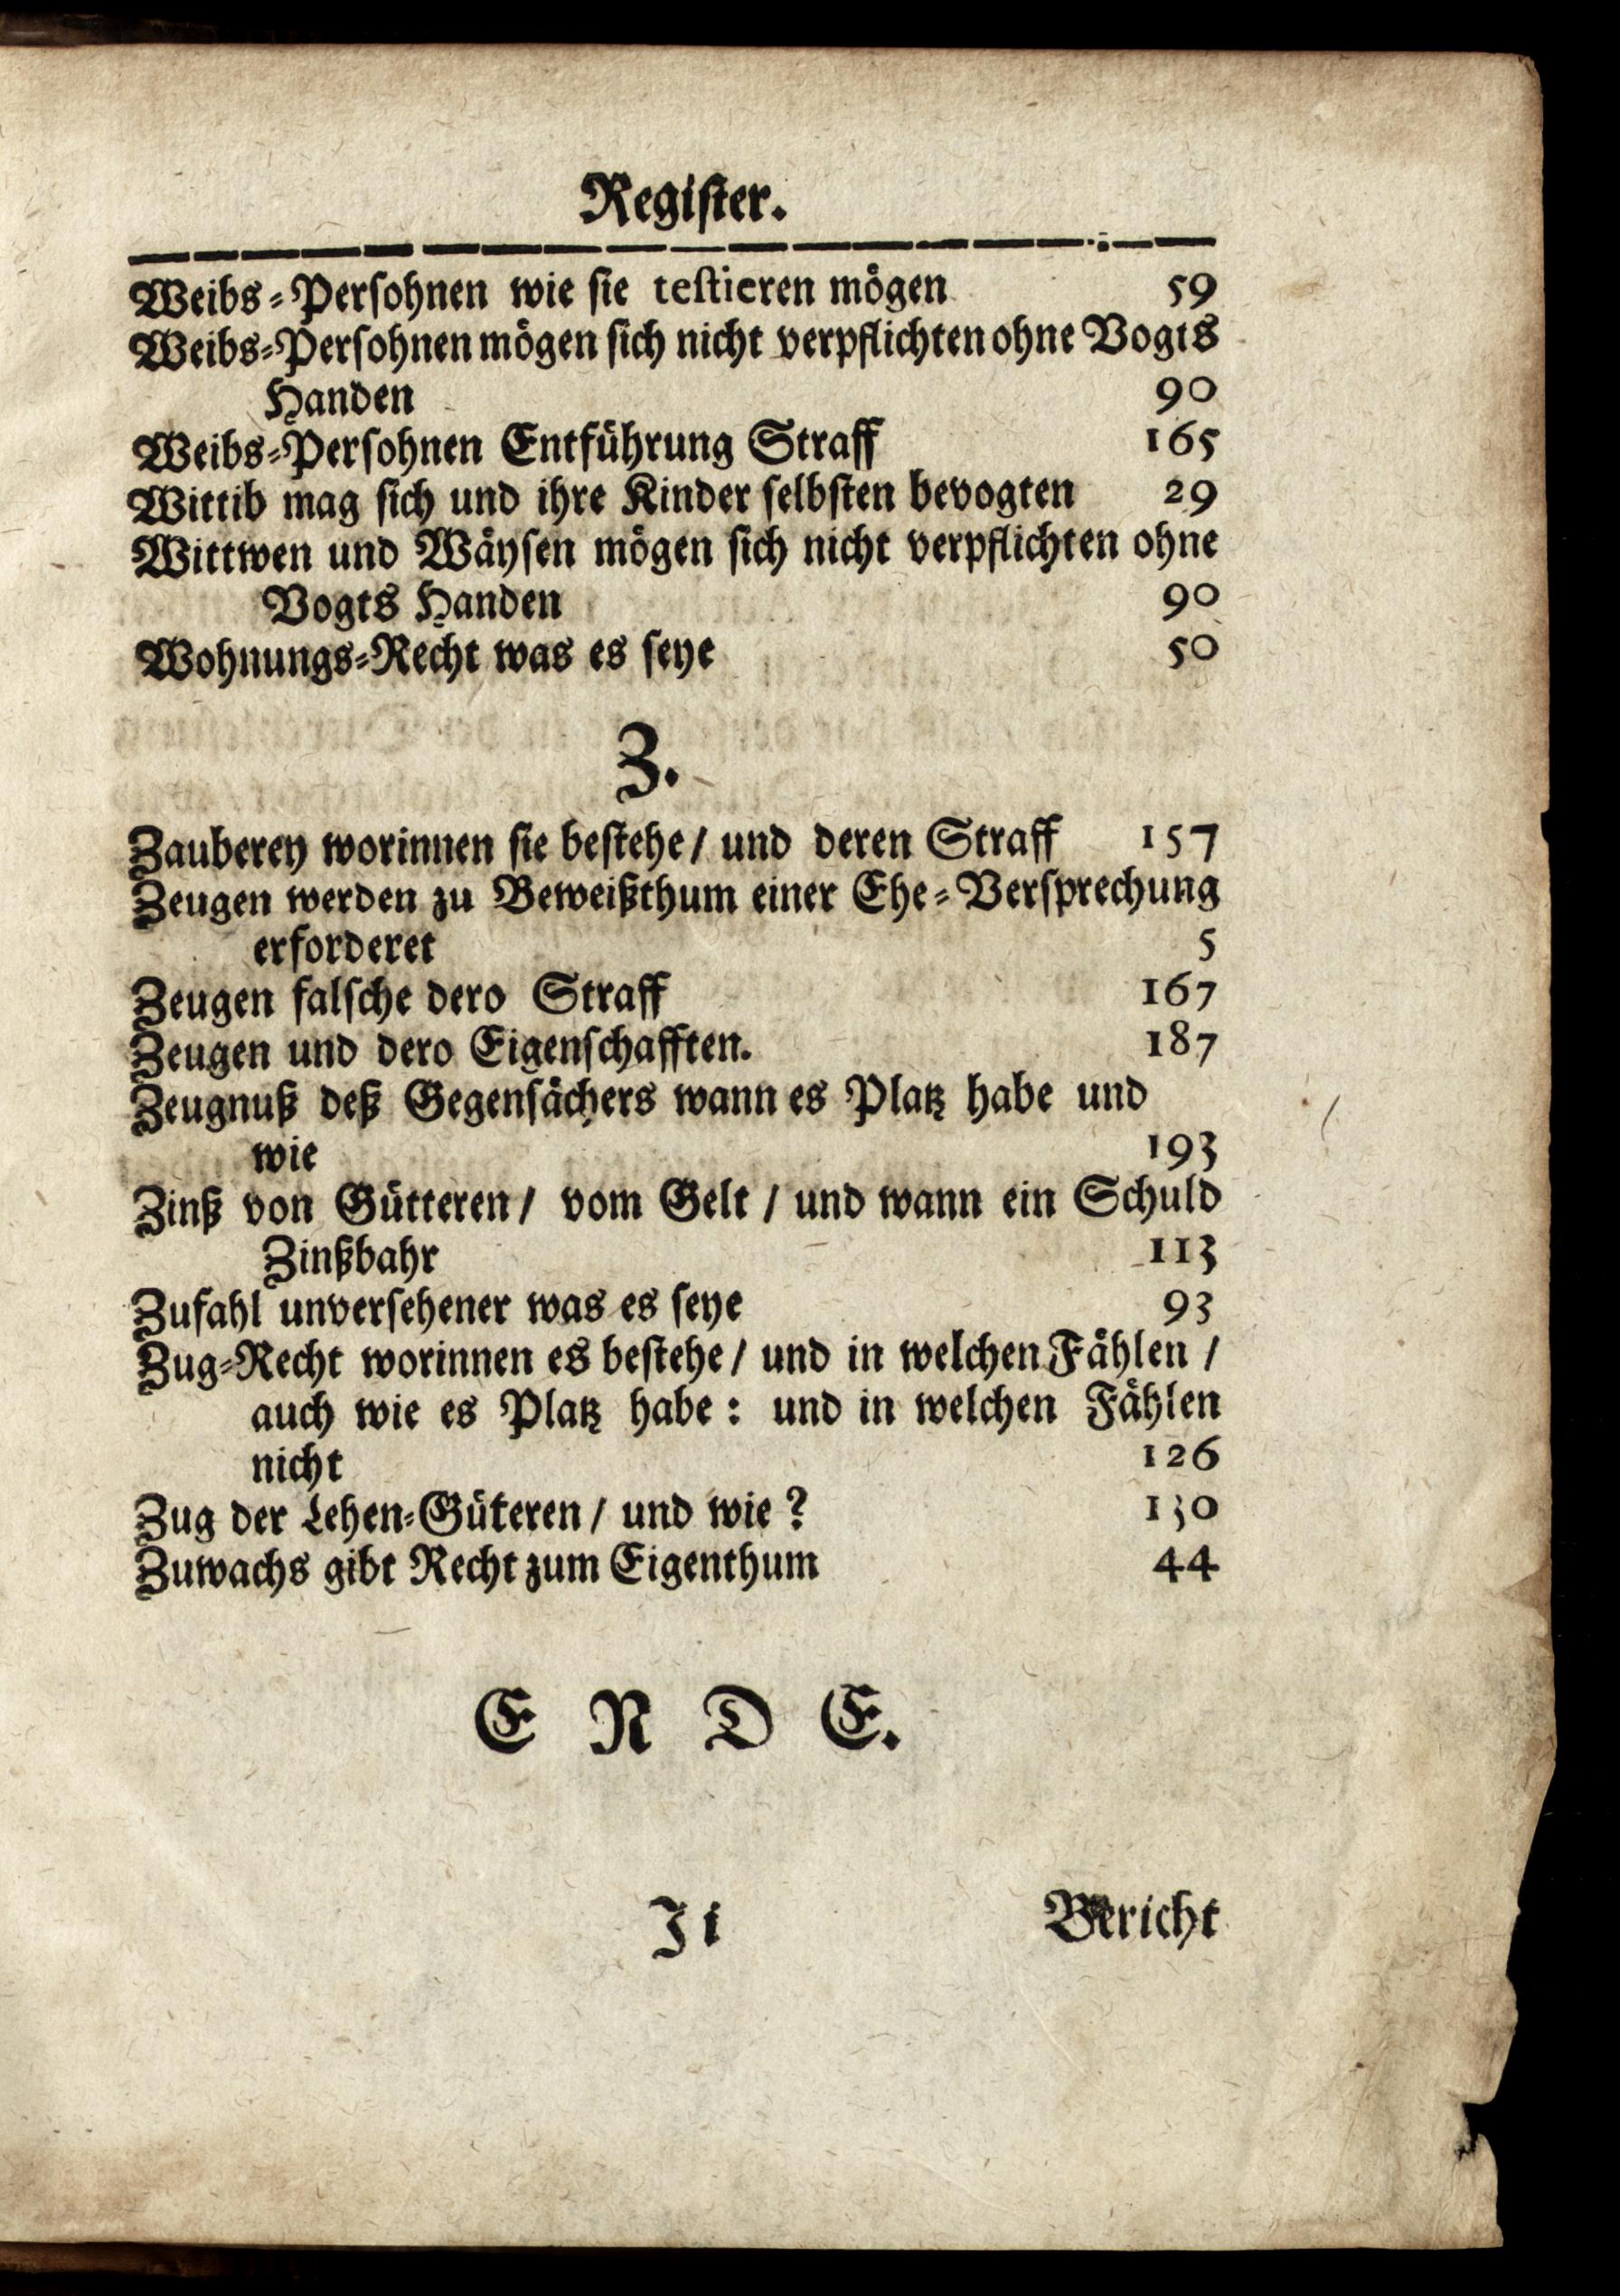 Register.
Weibs-Persohnen wie sie testieren mögen 59
Weibs-Persohnen mögen sich nicht verpflichten ohne Vogts
Handen 90
Weibs-Persohnen Entführung Straff 165
Wittib mag sich und ihre Kinder selbsten bevogten 29
Wittwen und Wäysen mögen sich nicht verpflichten ohne
Vogts Handen 90
Wohnungs-Recht was es seye 50
Z.
Zauberey worinnen sie bestehe / und deren Straff 157
Zeugen werden zu Beweißthum einer Ehe-Versprechung
erforderet 5
Zeugen falsche dero Straff 167
Zeugen und dero Eigenschafften. 187
Zeugnuß deß Gegensächers wann es Platz habe und
wie 193
Zinß von Gütteren / vom Gelt / und wann ein Schuld
Zinßbahr 113
Zufahl unversehener was es seye 93
Zug-Recht worinnen es bestehe / und in welchen Fählen /
auch wie es Platz habe: und in welchen Fählen
nicht 126
Zug der Lehen-Güteren / und wie? 130
Zuwachs gibt Recht zum Eigenthum 44
E N D E.
Ii Bericht